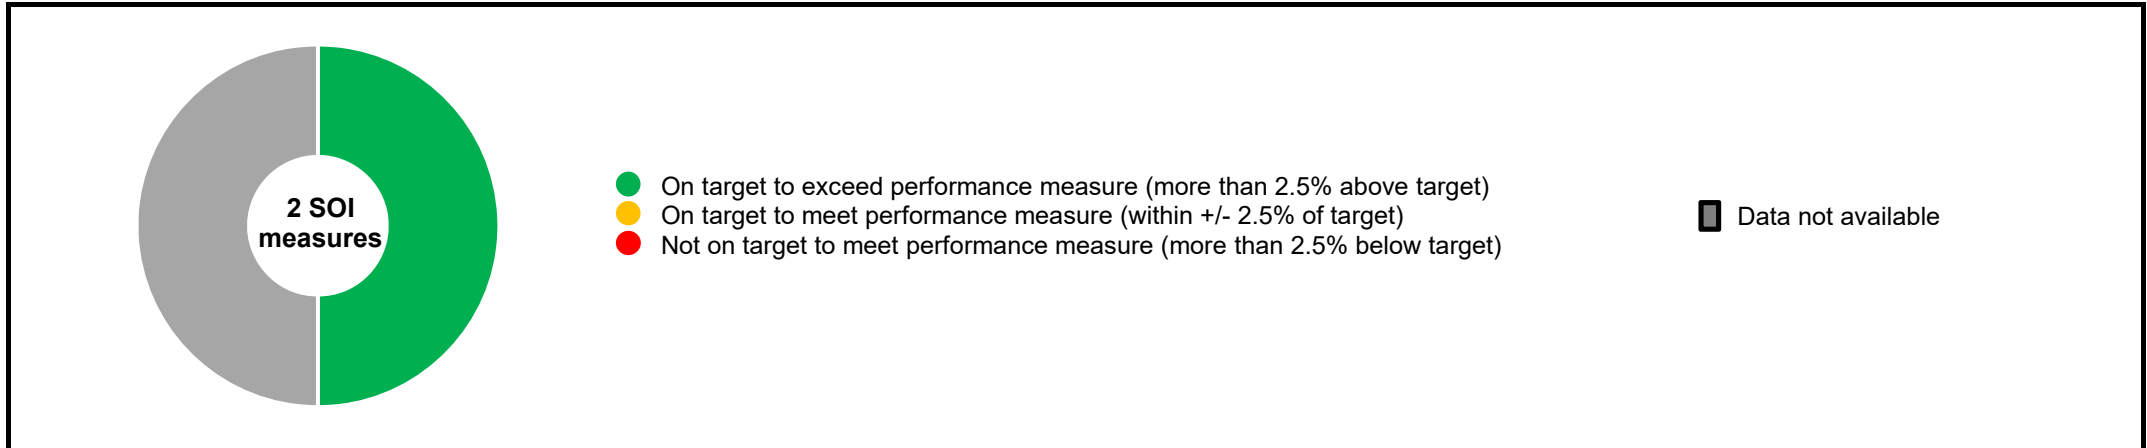 2 SOI
measures
On target to exceed performance measure (more than 2.5% above target)
On target to meet performance measure (within +/- 2.5% of target)
Not on target to meet performance measure (more than 2.5% below target)
Data not available